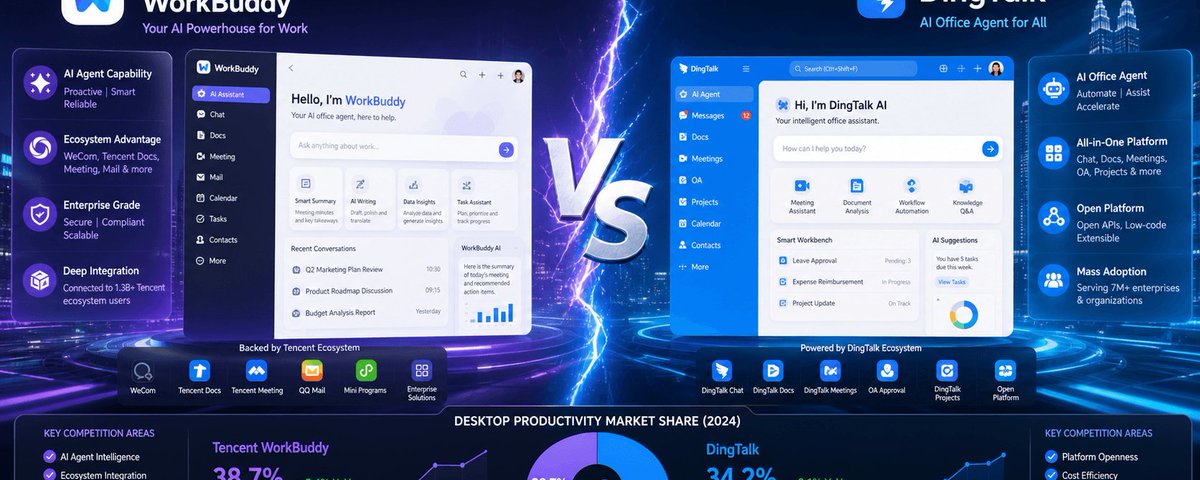 WorkBuddy
Your AI Powerhouse for Work
AI Agent Capability
Proactive | Smart
Reliable
Ecosystem Advantage
WeCom, Tencent Docs,
Meeting, Mail & more
Enterprise Grade
Secure | Compliant
Scalable
Deep Integration
Connected to 1.3B+ Tencent
ecosystem users
WorkBuddy
AI Assistant
Chat
Docs
Meeting
Mail
Calendar
Tasks
Contacts
More
Hello, I'm WorkBuddy
Your AI office agent, here to help.
Ask anything about work...
Smart Summary
Meeting minutes
and key takeaways
AI Writing
Draft, polish and
translate
Data Insights
Analyze data and
generate insights.
Task Assistant
Plan, prioritize and
track progress
Recent Conversations
Q2 Marketing Plan Review 10:30
Product Roadmap Discussion 09:15
Budget Analysis Report Yesterday
WorkBuddy AI
Here is the summary
of today's meeting
and recommended
action items.
Backed by Tencent Ecosystem
WeCom
Tencent Docs
Tencent Meeting
QQ Mail
Mini Programs
Enterprise
Solutions
VS
DingTalk
AI Office Agent for All
DingTalk
Search (Ctrl+Shift+F)
AI Agent
Messages 12
Docs
Meetings
OA
Projects
Calendar
Contacts
More
Hi, I'm DingTalk AI
Your intelligent office assistant.
How can I help you today?
Meeting
Assistant
Document
Analysis
Workflow
Automation
Knowledge
Q&A
Smart Workbench
Leave Approval Pending: 3
Expense Reimbursement In Progress
Project Update On Track
AI Suggestions
You have 5 tasks
due this week.
View Tasks
AI Office Agent
Automate | Assist
Accelerate
All-in-One Platform
Chat, Docs, Meetings,
OA, Projects & more
Open Platform
Open APIs, Low-code
Extensible
Mass Adoption
Serving 7M+ enterprises
& organizations
Powered by DingTalk Ecosystem
DingTalk Chat
DingTalk Docs
DingTalk Meetings
OA Approval
DingTalk
Projects
Open
Platform
DESKTOP PRODUCTIVITY MARKET SHARE (2024)
KEY COMPETITION AREAS
AI Agent Intelligence
Ecosystem Integration
Tencent WorkBuddy
38.7%
DingTalk
34.2%
KEY COMPETITION AREAS
Platform Openness
Cost Efficiency